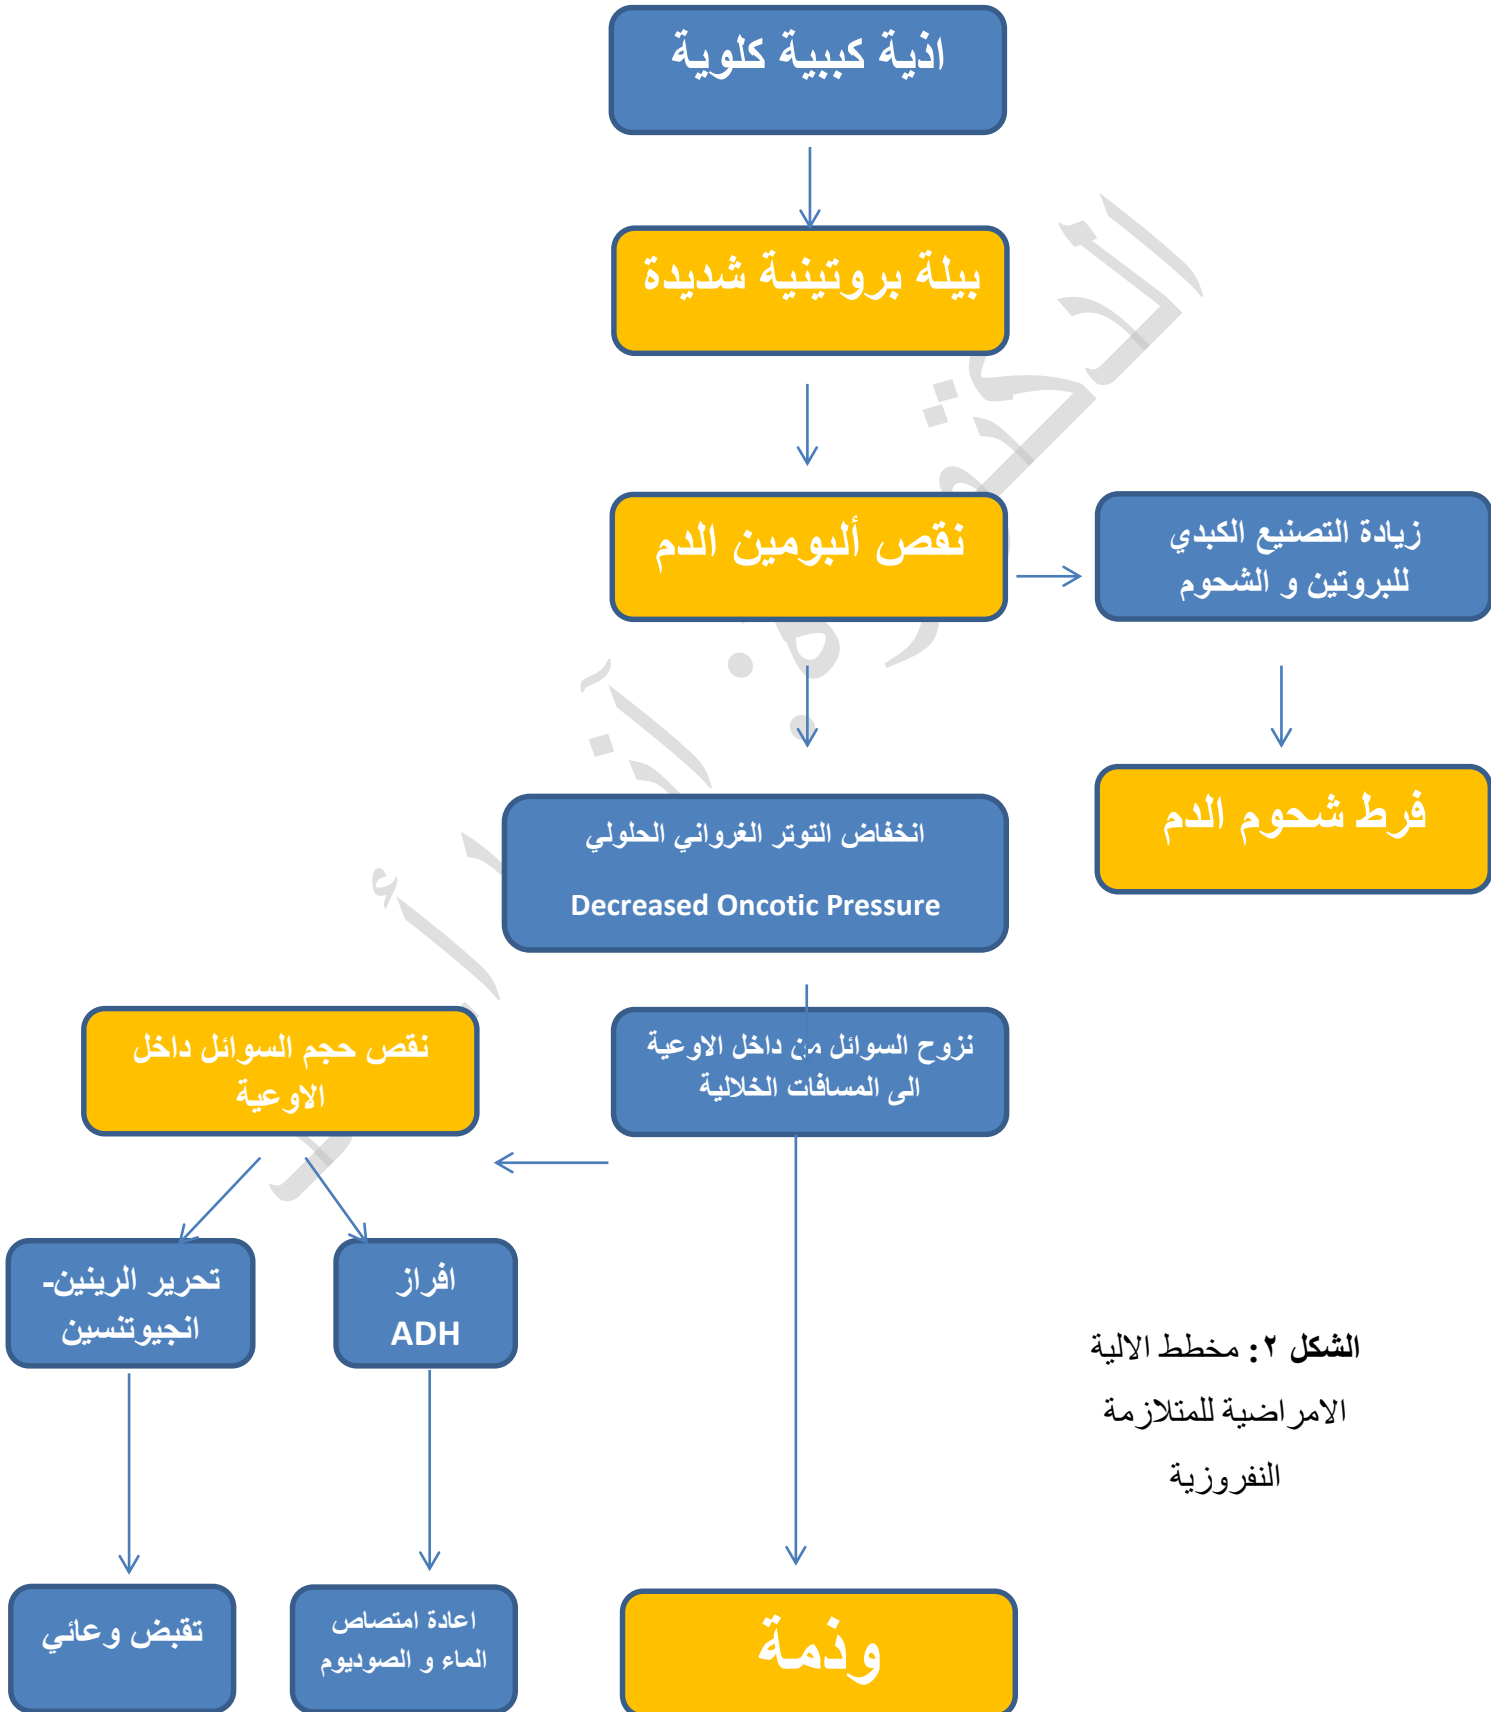 اذية كببية كلوية
بيلة بروتينية شديدة
نقص ألبومين الدم
زيادة التصنيع الكبدي
للبروتين و الشحوم
فرط شحوم الدم
انخفاض التوتر الغرواني الحلولي
Decreased Oncotic Pressure
نزوح السوائل من داخل الاوعية
الى المسافات الخلالية
نقص حجم السوائل داخل
الاوعية
افراز
ADH
تحرير الرينين-
انجيوتنسين
الشكل ٢: مخطط الالية
الامراضية للمتلازمة
النفروزية
وذمة
اعادة امتصاص
الماء و الصوديوم
تقبض وعائي
الدكتورة: